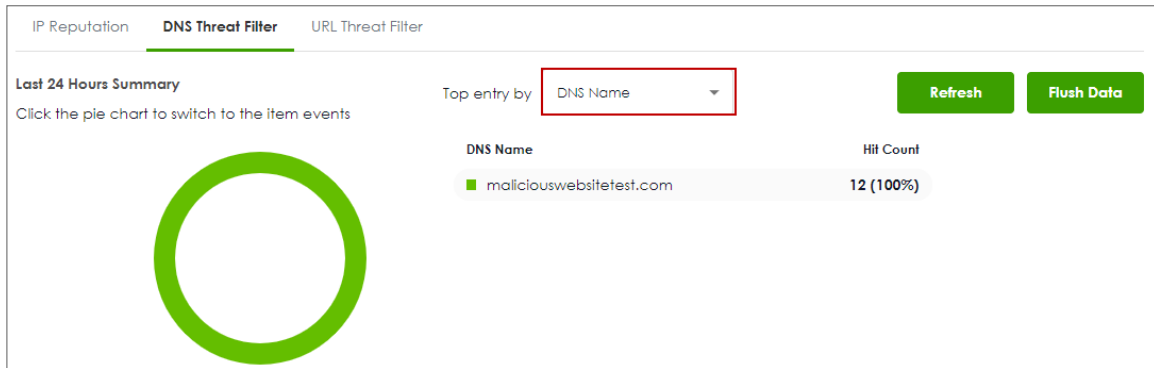 IP Reputation DNS Threat Filter URL Threat Filter
Last 24 Hours Summary
Click the pie chart to switch to the item events
Top entry by DNS Name
Refresh Flush Data
DNS Name Hit Count
maliciouswebsitetest.com 12 (100%)